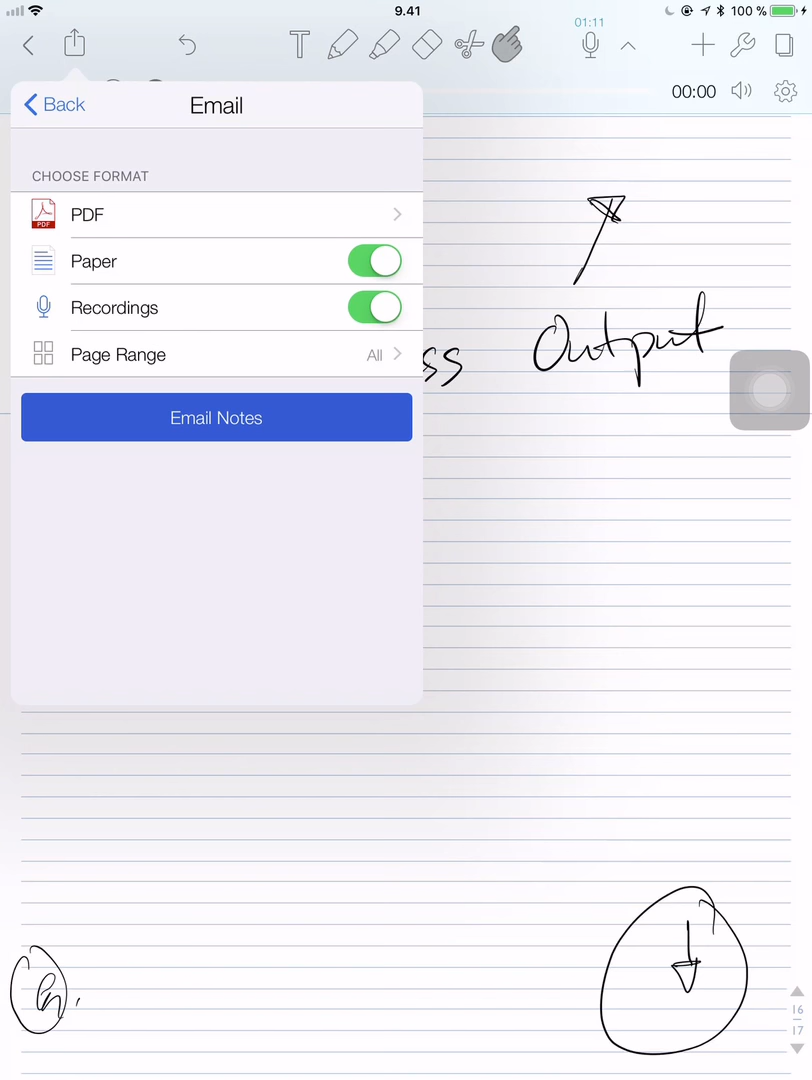 9.41
100 %
01:11
T
00:00
Back
Email
CHOOSE FORMAT
PDF
PDF
Paper
Recordings
Page Range
All
Email Notes
ss
Output
16
17